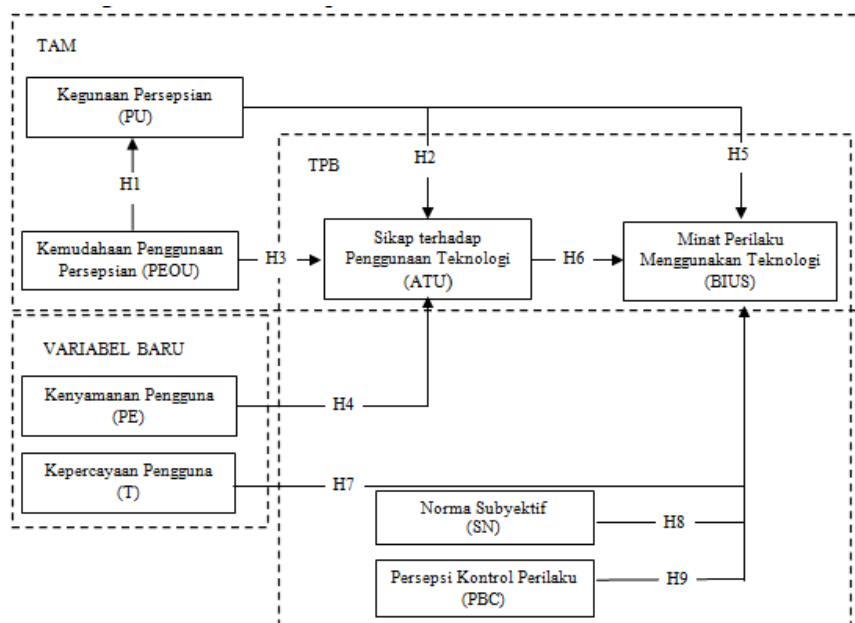 TAM
Kegunaan Persepsian
(PU)
H1
H2
H5
TPB
Kemudahaan Penggunaan
Persepsian (PEOU)
H3
Sikap terhadap
Penggunaan Teknologi
(ATU)
H6
Minat Perilaku
Menggunakan Teknologi
(BIUS)
VARIABEL BARU
Kenyamanan Pengguna
(PE)
H4
Kepercayaan Pengguna
(T)
H7
Norma Subyektif
(SN)
H8
Persepsi Kontrol Perilaku
(PBC)
H9